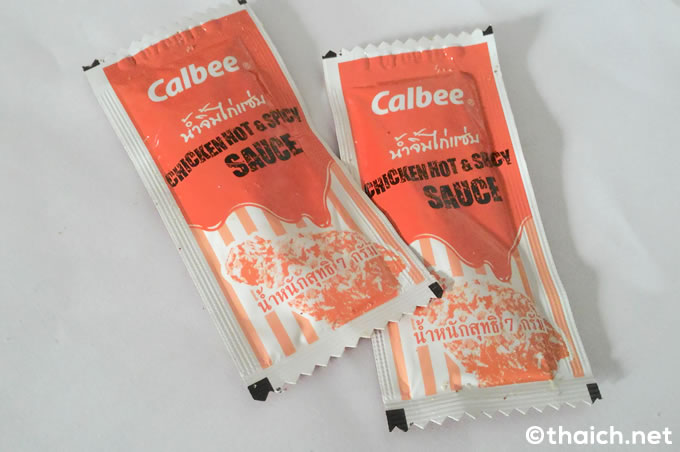 Calbee®
น้ำจิ้มไก่แซ่บ
CHICKEN HOT & SPICY
SAUCE
น้ำหนักสุทธิ 7 กรัม
Calbee®
น้ำจิ้มไก่แซ่บ
CHICKEN HOT & SPICY
SAUCE
น้ำหนักสุทธิ 7 กรัม
©thaich.net